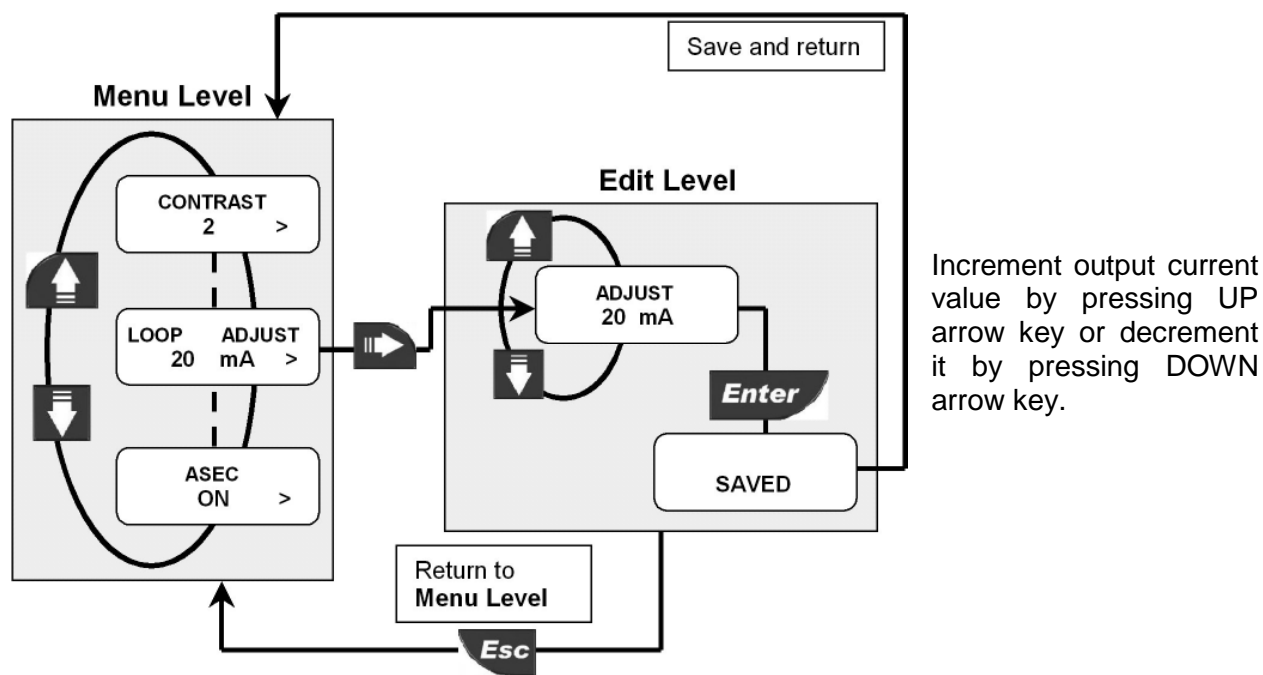 Save and return
Menu Level
CONTRAST
2 >
LOOP ADJUST
20 mA >
ASEC
ON >
Edit Level
ADJUST
20 mA
Enter
SAVED
Increment output current
value by pressing UP
arrow key or decrement
it by pressing DOWN
arrow key.
Return to
Menu Level
Esc